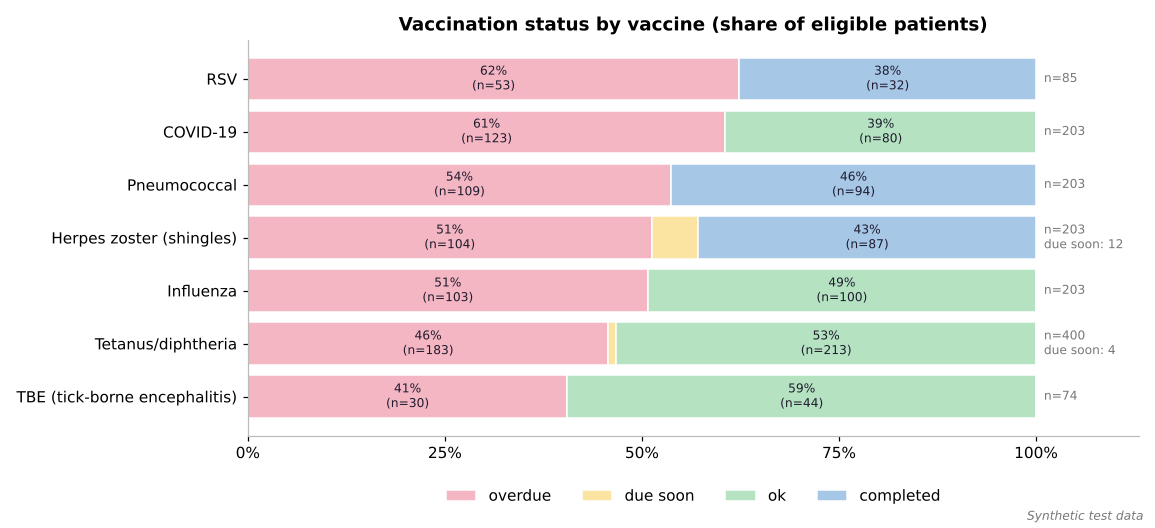 Vaccination status by vaccine (share of eligible patients)
RSV
62%
(n=53)
38%
(n=32)
n=85
COVID-19
61%
(n=123)
39%
(n=80)
n=203
Pneumococcal
54%
(n=109)
46%
(n=94)
n=203
Herpes zoster (shingles)
51%
(n=104)
43%
(n=87)
n=203
due soon: 12
Influenza
51%
(n=103)
49%
(n=100)
n=203
Tetanus/diphtheria
46%
(n=183)
53%
(n=213)
n=400
due soon: 4
TBE (tick-borne encephalitis)
41%
(n=30)
59%
(n=44)
n=74
0% 25% 50% 75% 100%
overdue due soon ok completed
Synthetic test data